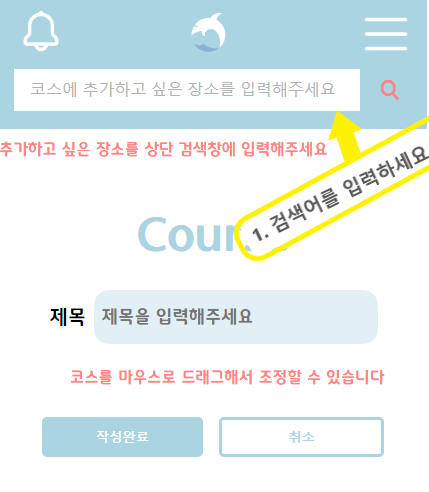 코스에 추가하고 싶은 장소를 입력해주세요
추가하고 싶은 장소를 상단 검색창에 입력해주세요
1. 검색어를 입력하세요
제목
제목을 입력해주세요
코스를 마우스로 드래그해서 조정할 수 있습니다
작성완료
취소